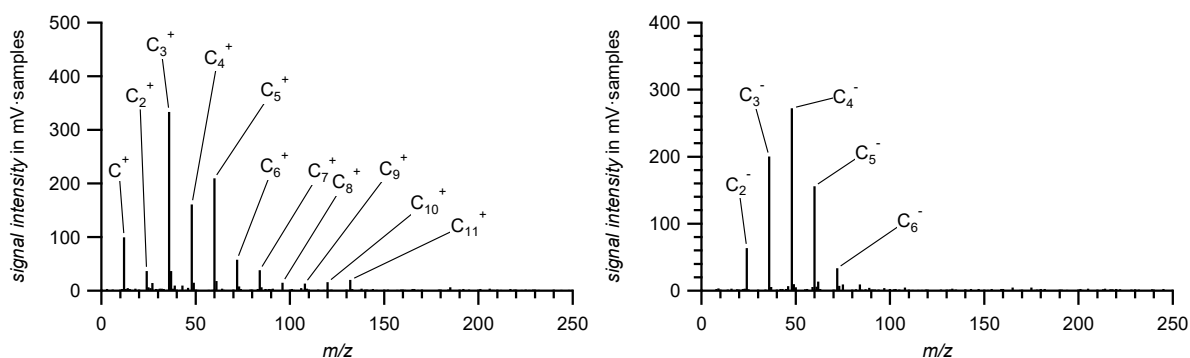 500
400
300
200
100
0
signal intensity in mV·samples
C⁺
C₂⁺
C₃⁺
C₄⁺
C₅⁺
C₆⁺
C₇⁺
C₈⁺
C₉⁺
C₁₀⁺
C₁₁⁺
0 50 100 150 200 250
m/z
400
300
200
100
0
signal intensity in mV·samples
C₂⁻
C₃⁻
C₄⁻
C₅⁻
C₆⁻
0 50 100 150 200 250
m/z